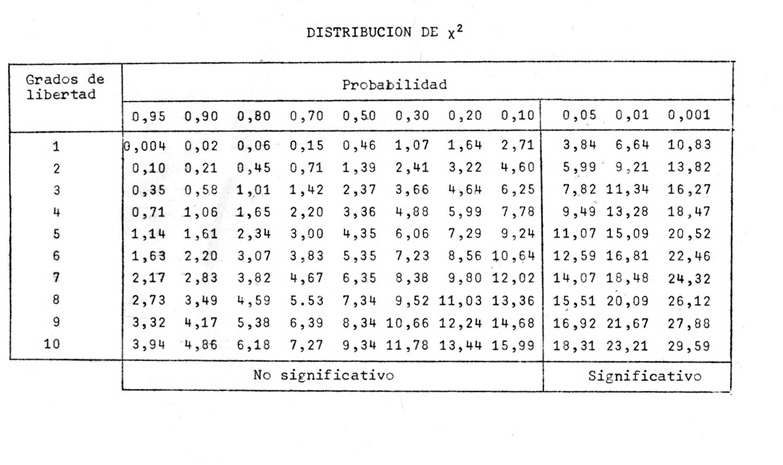 DISTRIBUCION DE χ²
Grados de libertad Probabilidad
0,95 0,90 0,80 0,70 0,50 0,30 0,20 0,10 0,05 0,01 0,001
1 0,004 0,02 0,06 0,15 0,46 1,07 1,64 2,71 3,84 6,64 10,83
2 0,10 0,21 0,45 0,71 1,39 2,41 3,22 4,60 5,99 9,21 13,82
3 0,35 0,58 1,01 1,42 2,37 3,66 4,64 6,25 7,82 11,34 16,27
4 0,71 1,06 1,65 2,20 3,36 4,88 5,99 7,78 9,49 13,28 18,47
5 1,14 1,61 2,34 3,00 4,35 6,06 7,29 9,24 11,07 15,09 20,52
6 1,63 2,20 3,07 3,83 5,35 7,23 8,56 10,64 12,59 16,81 22,46
7 2,17 2,83 3,82 4,67 6,35 8,38 9,80 12,02 14,07 18,48 24,32
8 2,73 3,49 4,59 5.53 7,34 9,52 11,03 13,36 15,51 20,09 26,12
9 3,32 4,17 5,38 6,39 8,34 10,66 12,24 14,68 16,92 21,67 27,88
10 3,94 4,86 6,18 7,27 9,34 11,78 13,44 15,99 18,31 23,21 29,59
No significativo Significativo